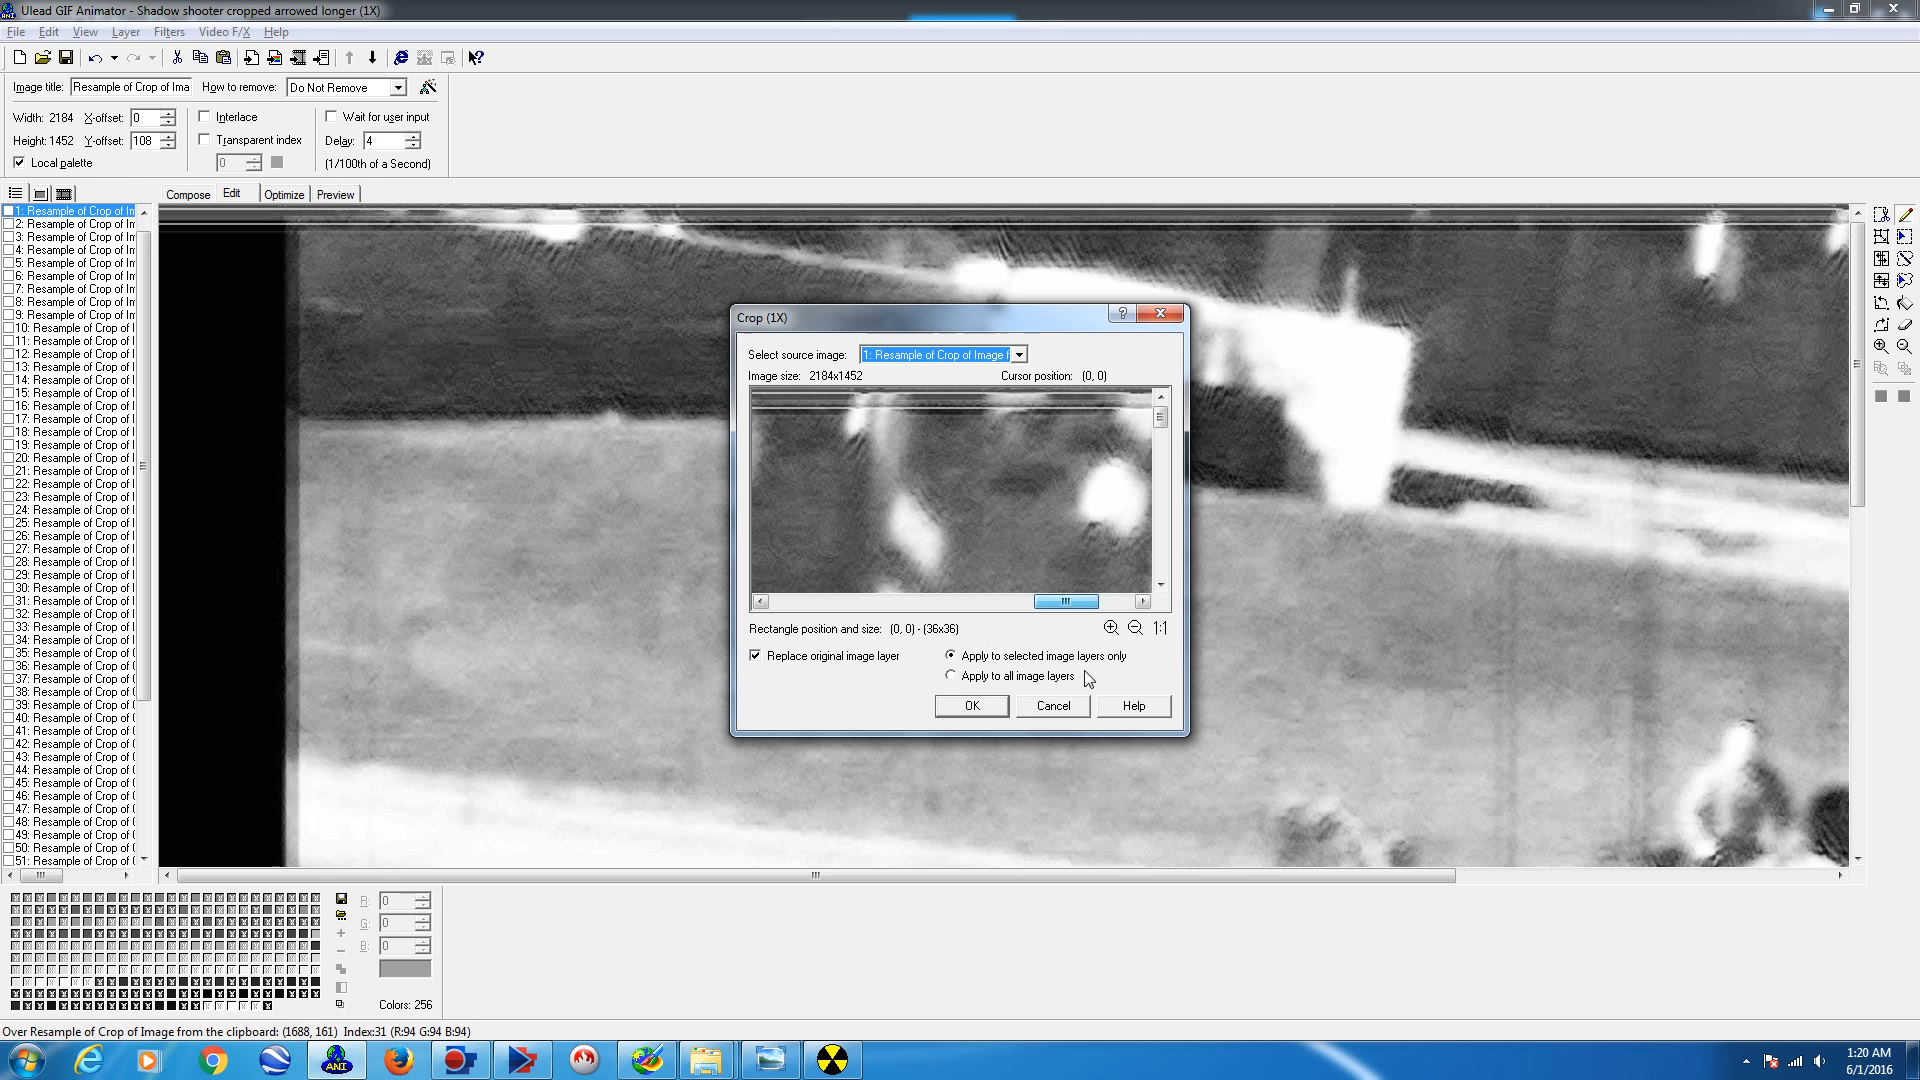 Ulead GIF Animator - Shadow shooter cropped arrowed longer (1X)
File Edit View Layer Filters Video F/X Help
Image title: Resample of Crop of Ima How to remove: Do Not Remove
Width: 2184 X-offset: 0 Interlace Wait for user input
Height: 1452 Y-offset: 108 Transparent index Delay: 4
Local palette 0 (1/100th of a Second)
Compose Edit Optimize Preview
1: Resample of Crop of Im
2: Resample of Crop of Im
3: Resample of Crop of Im
4: Resample of Crop of Im
5: Resample of Crop of Im
6: Resample of Crop of Im
7: Resample of Crop of Im
8: Resample of Crop of Im
9: Resample of Crop of Im
10: Resample of Crop of I
11: Resample of Crop of I
12: Resample of Crop of I
13: Resample of Crop of I
14: Resample of Crop of I
15: Resample of Crop of I
16: Resample of Crop of I
17: Resample of Crop of I
18: Resample of Crop of I
19: Resample of Crop of I
20: Resample of Crop of I
21: Resample of Crop of I
22: Resample of Crop of I
23: Resample of Crop of I
24: Resample of Crop of I
25: Resample of Crop of I
26: Resample of Crop of I
27: Resample of Crop of I
28: Resample of Crop of I
29: Resample of Crop of I
30: Resample of Crop of I
31: Resample of Crop of I
32: Resample of Crop of I
33: Resample of Crop of I
34: Resample of Crop of I
35: Resample of Crop of I
36: Resample of Crop of I
37: Resample of Crop of I
38: Resample of Crop of I
39: Resample of Crop of C
40: Resample of Crop of C
41: Resample of Crop of C
42: Resample of Crop of C
43: Resample of Crop of C
44: Resample of Crop of C
45: Resample of Crop of C
46: Resample of Crop of C
47: Resample of Crop of C
48: Resample of Crop of C
49: Resample of Crop of C
50: Resample of Crop of C
51: Resample of Crop of C
Crop (1X)
Select source image: 1: Resample of Crop of Image f
Image size: 2184x1452 Cursor position: (0, 0)
Rectangle position and size: (0, 0) - (36x36) 1:1
Replace original image layer Apply to selected image layers only
Apply to all image layers
OK Cancel Help
R: 0
G: 0
B: 0
Colors: 256
Over Resample of Crop of Image from the clipboard: (1688, 161) Index:31 (R:94 G:94 B:94)
ANI
1:20 AM
6/1/2016